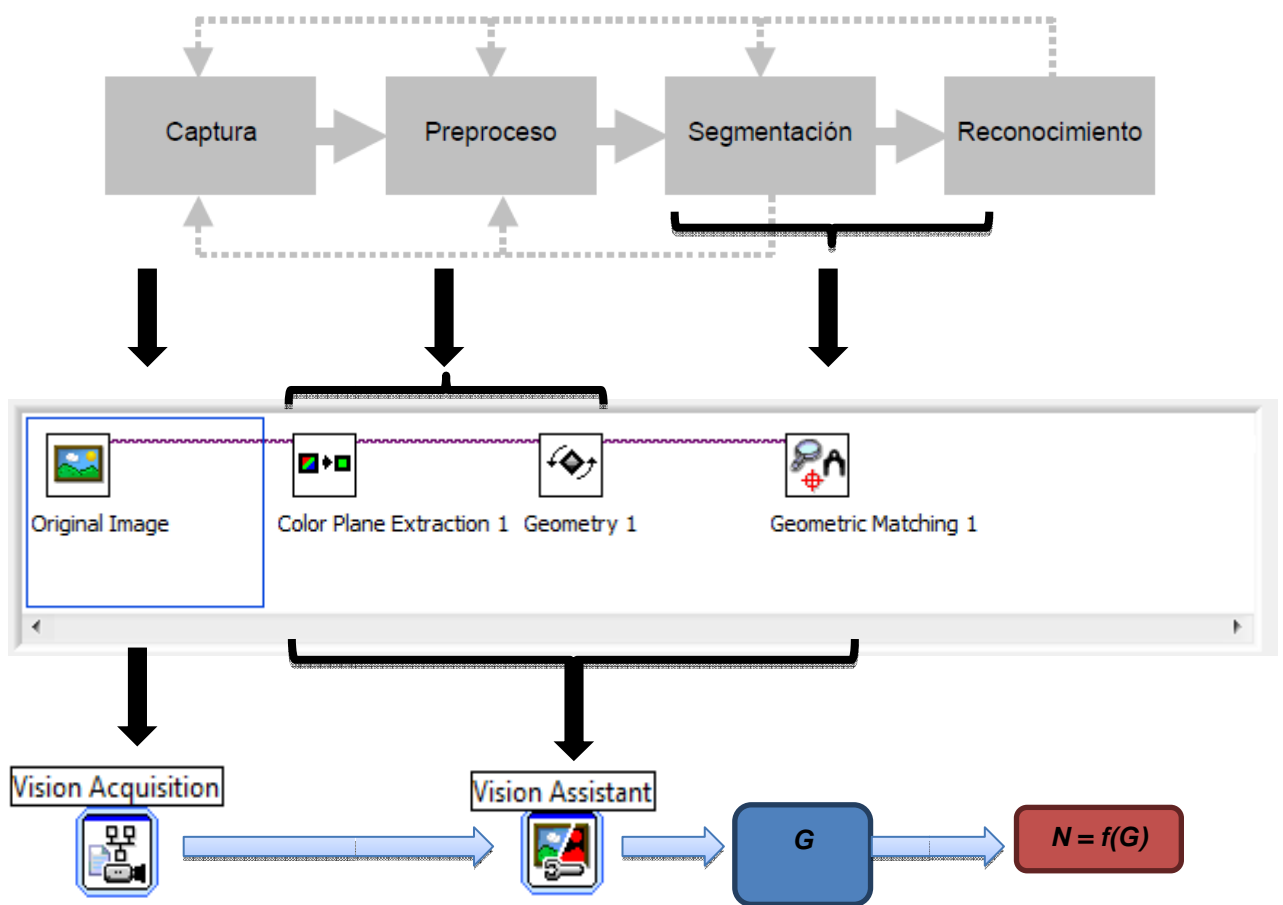 Captura
Preproceso
Segmentación
Reconocimiento
Original Image
Color Plane Extraction 1
Geometry 1
Geometric Matching 1
Vision Acquisition
Vision Assistant
G
N = f(G)